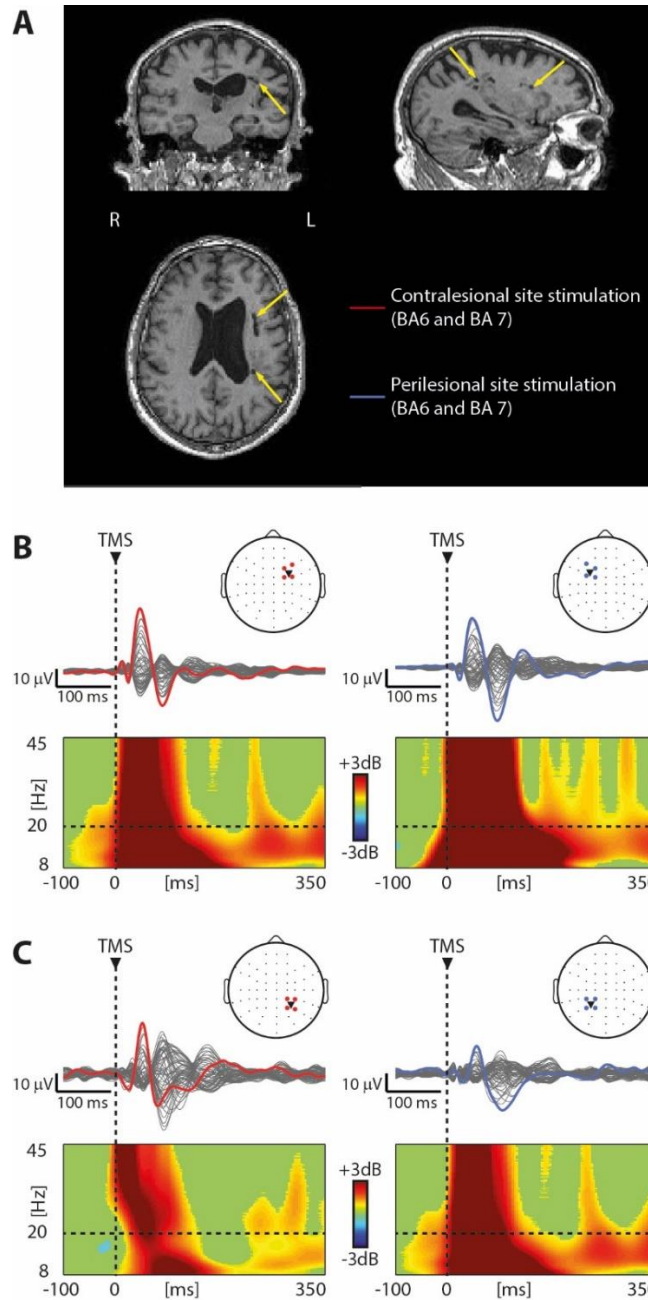 A
R
L
Contralesional site stimulation
(BA6 and BA 7)
Perilesional site stimulation
(BA6 and BA 7)
B
TMS
TMS
10 µV
100 ms
10 µV
100 ms
45
[Hz]
20
8
+3dB
-3dB
-100 0 [ms] 350
-100 0 [ms] 350
C
TMS
TMS
10 µV
100 ms
10 µV
100 ms
45
[Hz]
20
8
+3dB
-3dB
-100 0 [ms] 350
-100 0 [ms] 350